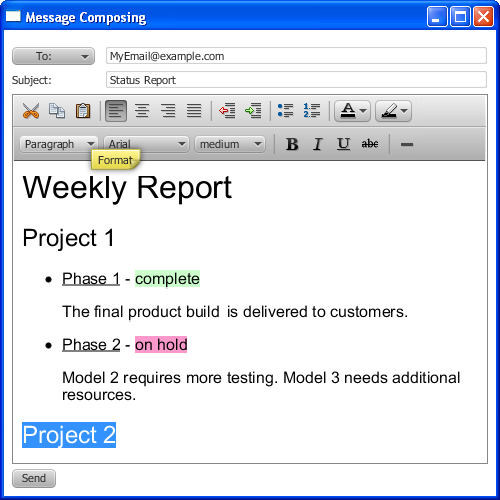 Message Composing
To: MyEmail@example.com
Subject: Status Report
Paragraph Arial medium B I U abc
Format
Weekly Report
Project 1
• Phase 1 - complete
The final product build is delivered to customers.
• Phase 2 - on hold
Model 2 requires more testing. Model 3 needs additional
resources.
Project 2
Send